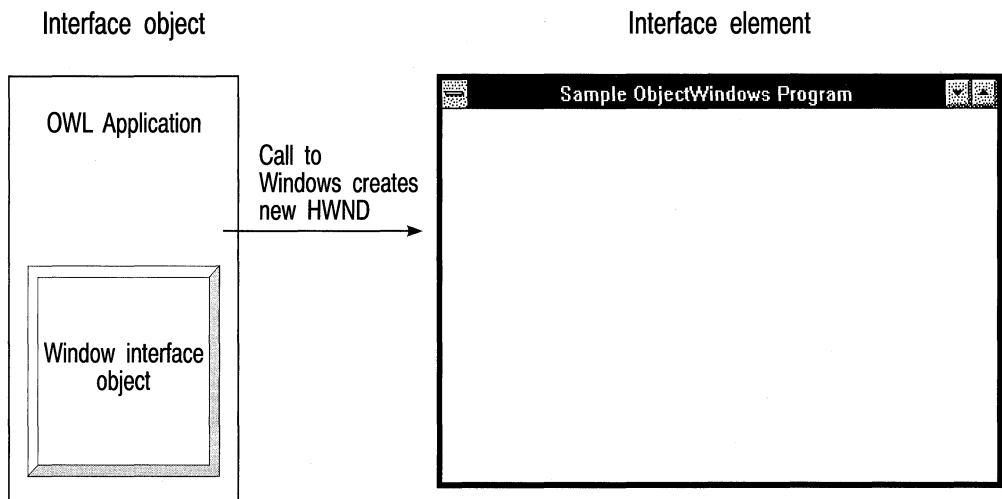 Interface object
Interface element
OWL Application
Call to
Windows creates
new HWND
Window interface
object
Sample ObjectWindows Program